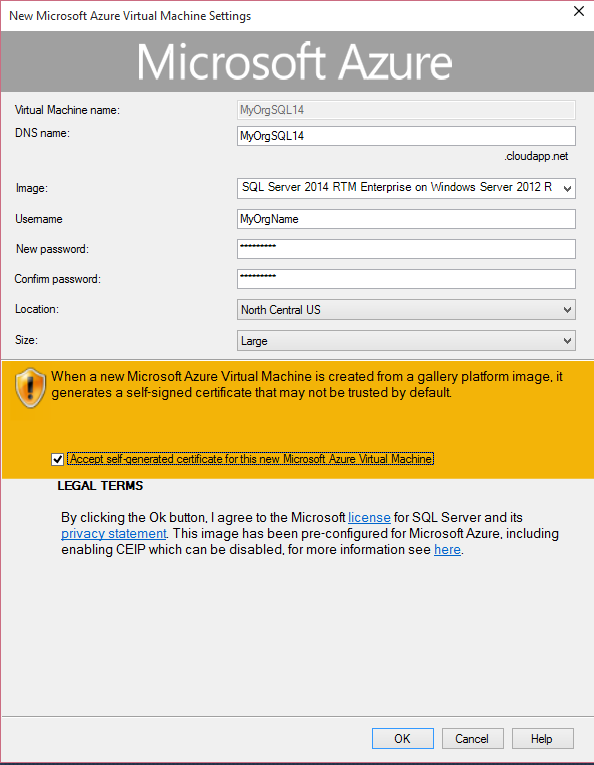 New Microsoft Azure Virtual Machine Settings
Microsoft Azure
Virtual Machine name: MyOrgSQL14
DNS name: MyOrgSQL14
.cloudapp.net
Image: SQL Server 2014 RTM Enterprise on Windows Server 2012 R
Username MyOrgName
New password: *********
Confirm password: *********
Location: North Central US
Size: Large
When a new Microsoft Azure Virtual Machine is created from a gallery platform image, it
generates a self-signed certificate that may not be trusted by default.
Accept self-generated certificate for this new Microsoft Azure Virtual Machine
LEGAL TERMS
By clicking the Ok button, I agree to the Microsoft license for SQL Server and its
privacy statement. This image has been pre-configured for Microsoft Azure, including
enabling CEIP which can be disabled, for more information see here.
OK Cancel Help